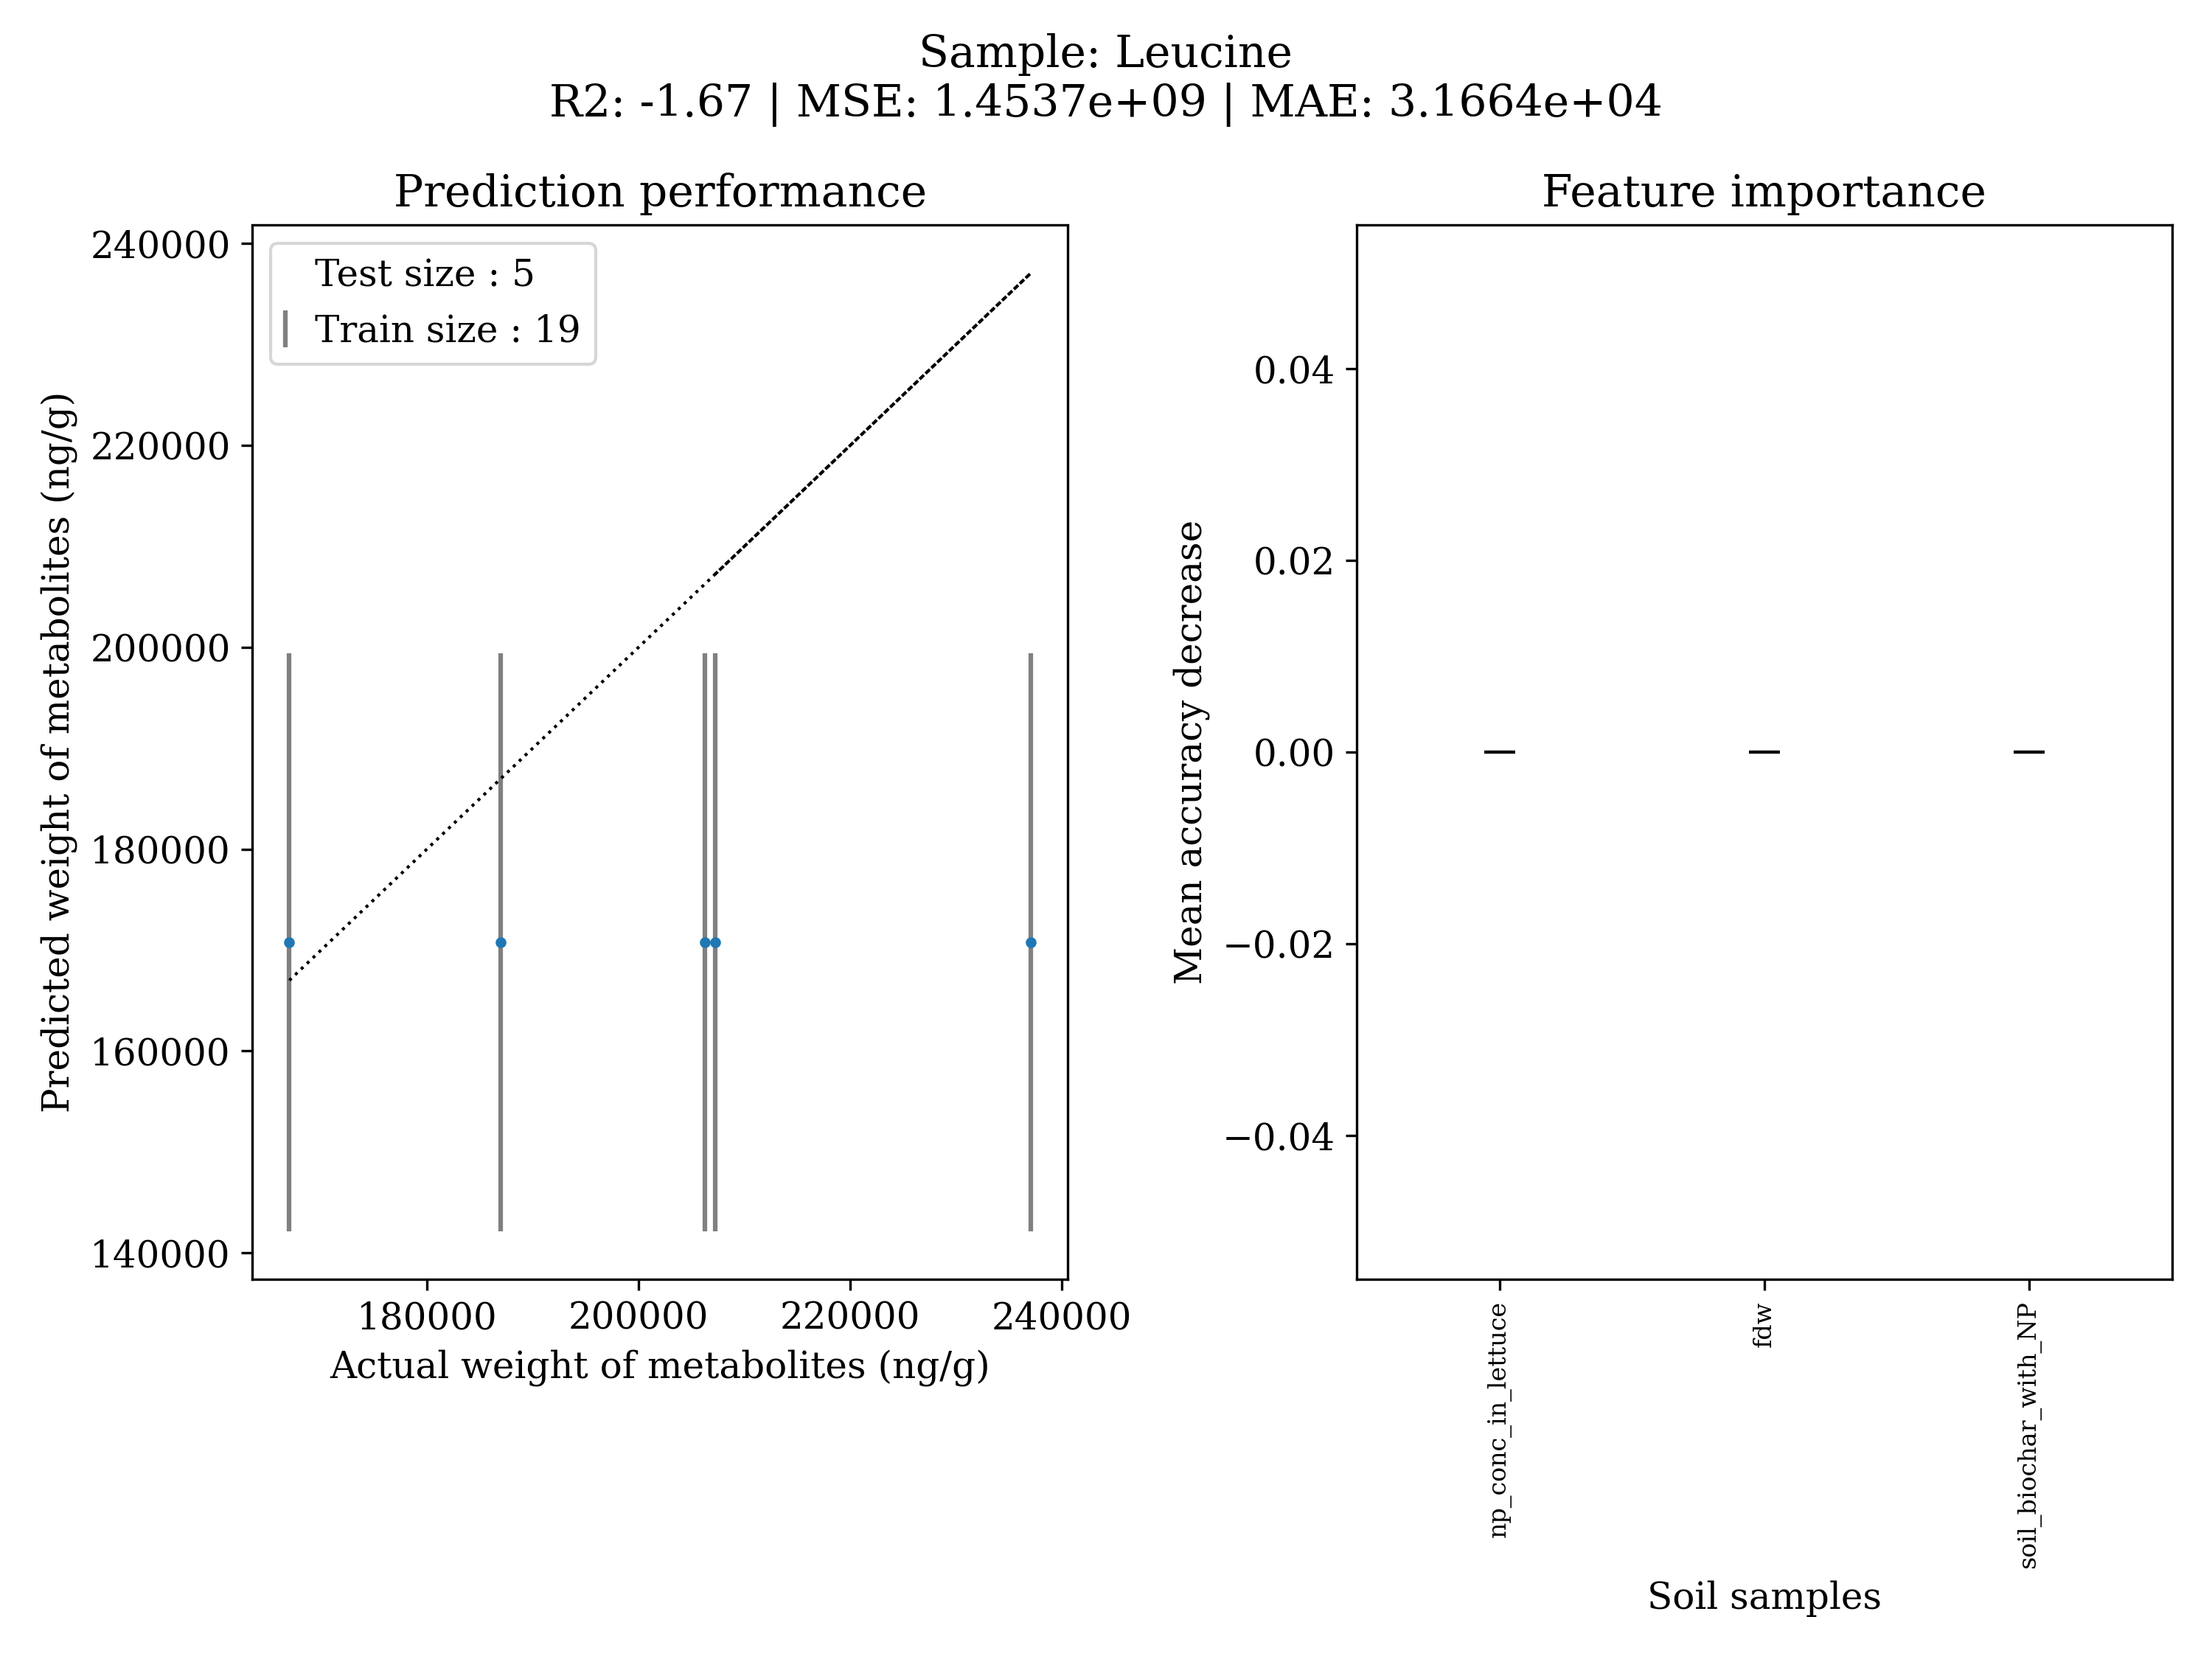 Sample: Leucine
R2: -1.67 | MSE: 1.4537e+09 | MAE: 3.1664e+04
Prediction performance
240000
220000
200000
180000
160000
140000
Predicted weight of metabolites (ng/g)
Test size : 5
Train size : 19
180000
200000
220000
240000
Actual weight of metabolites (ng/g)
Feature importance
0.04
0.02
0.00
−0.02
−0.04
Mean accuracy decrease
np_conc_in_lettuce
fdw
soil_biochar_with_NP
Soil samples